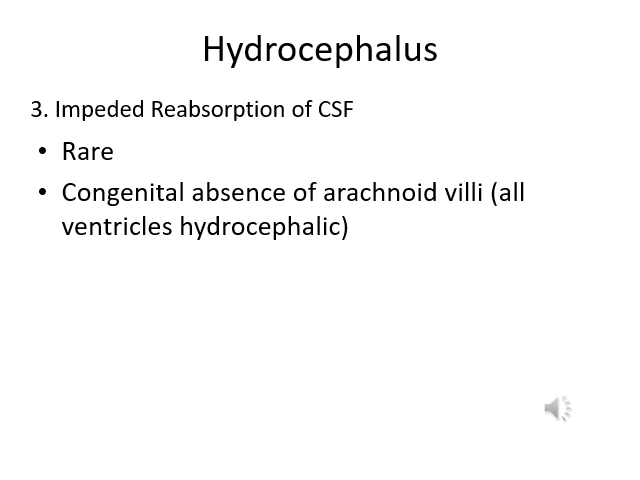 Hydrocephalus
3. Impeded Reabsorption of CSF
• Rare
• Congenital absence of arachnoid villi (all
ventricles hydrocephalic)